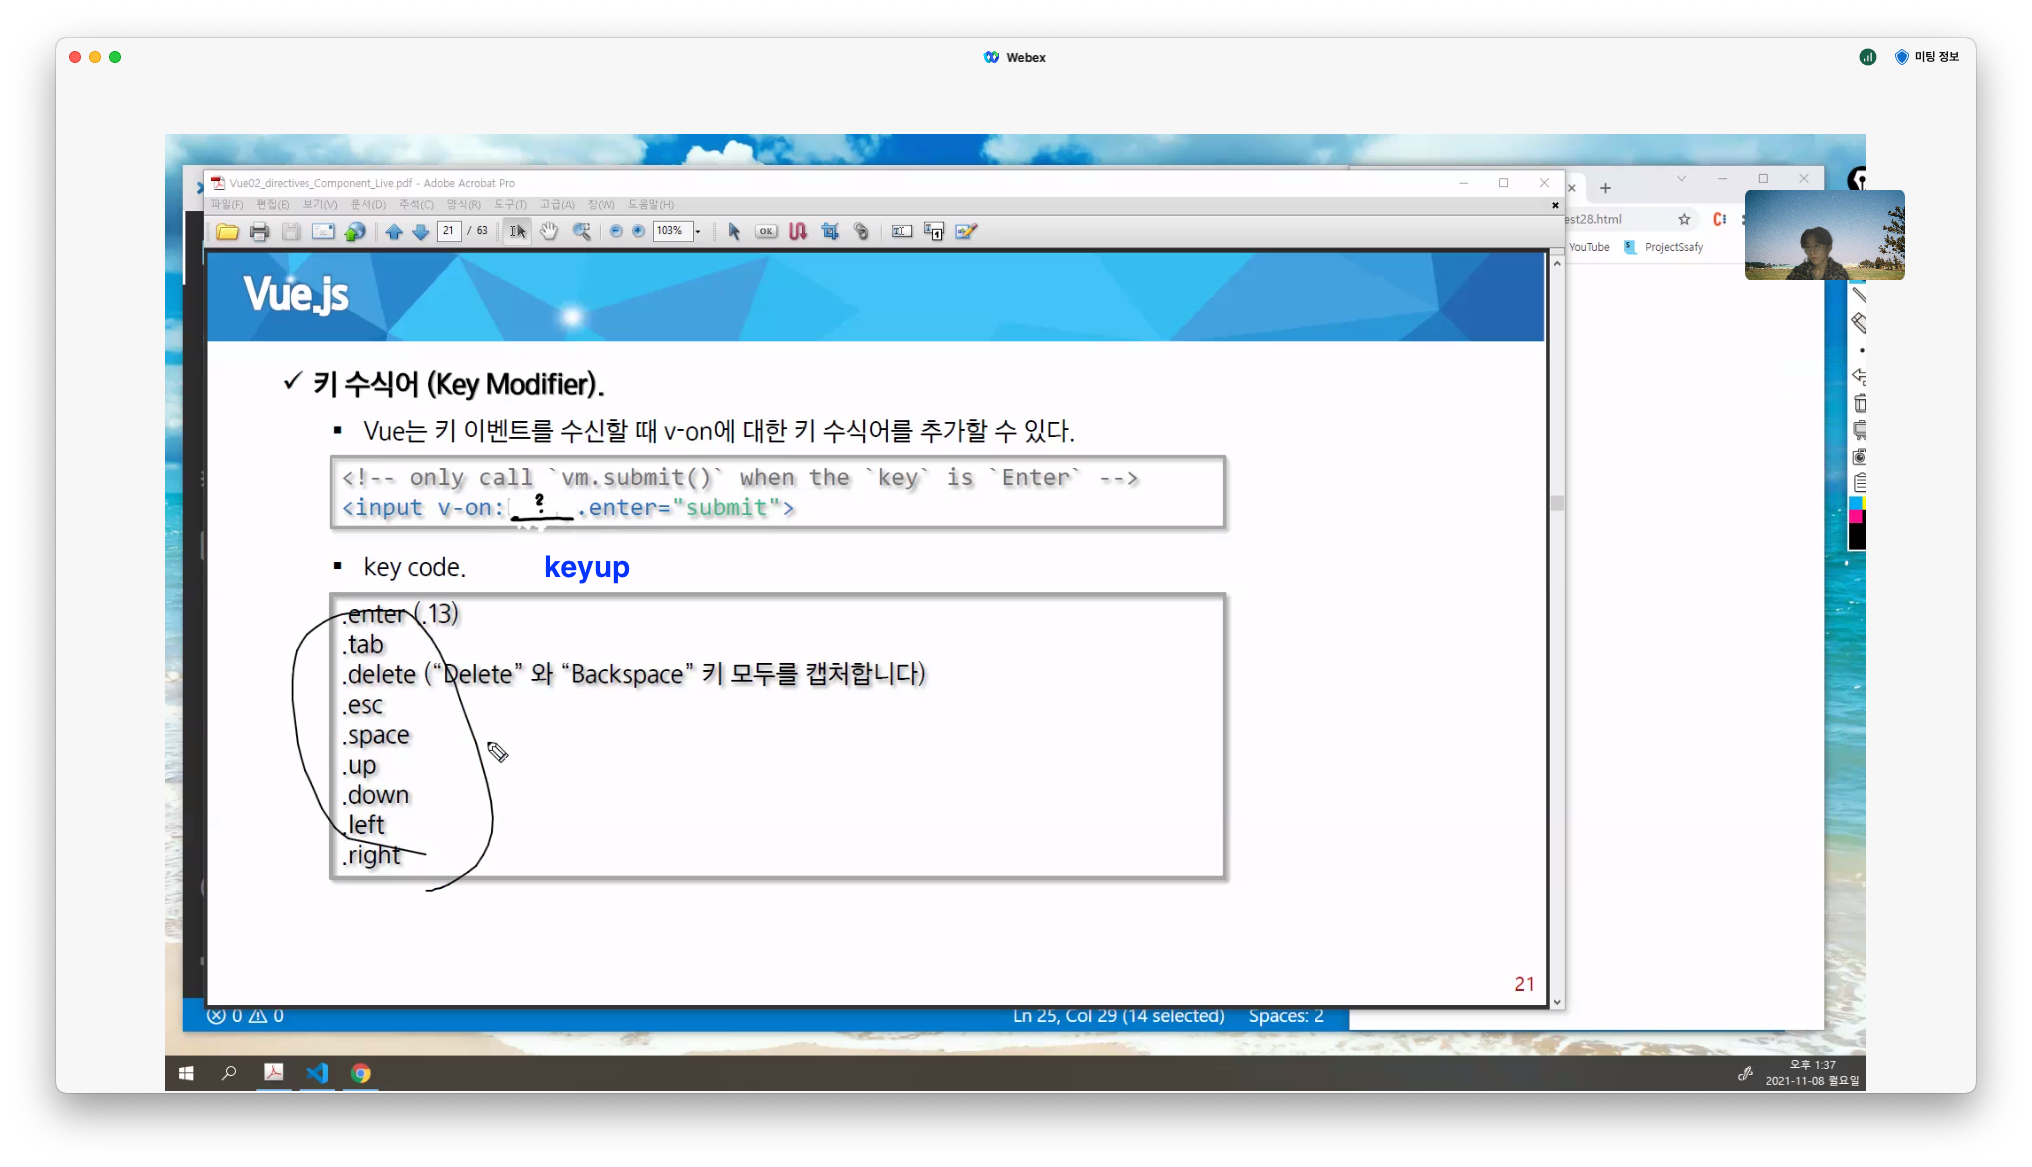 Webex
미팅 정보
Vue02_directives_Component_Live.pdf - Adobe Acrobat Pro
파일(F) 편집(E) 보기(V) 문서(D) 주석(C) 양식(R) 도구(T) 고급(A) 창(W) 도움말(H)
21 / 63
OK
103%
est28.html
YouTube
ProjectSsafy
Vue.js
키 수식어 (Key Modifier).
Vue는 키 이벤트를 수신할 때 v-on에 대한 키 수식어를 추가할 수 있다.
<!-- only call `vm.submit()` when the `key` is `Enter` -->
<input v-on: ? .enter="submit">
key code.
keyup
.enter (.13)
.tab
.delete (“Delete” 와 “Backspace” 키 모두를 캡처합니다)
.esc
.space
.up
.down
.left
.right
21
0 0
Ln 25, Col 29 (14 selected)
Spaces: 2
오후 1:37
2021-11-08 월요일